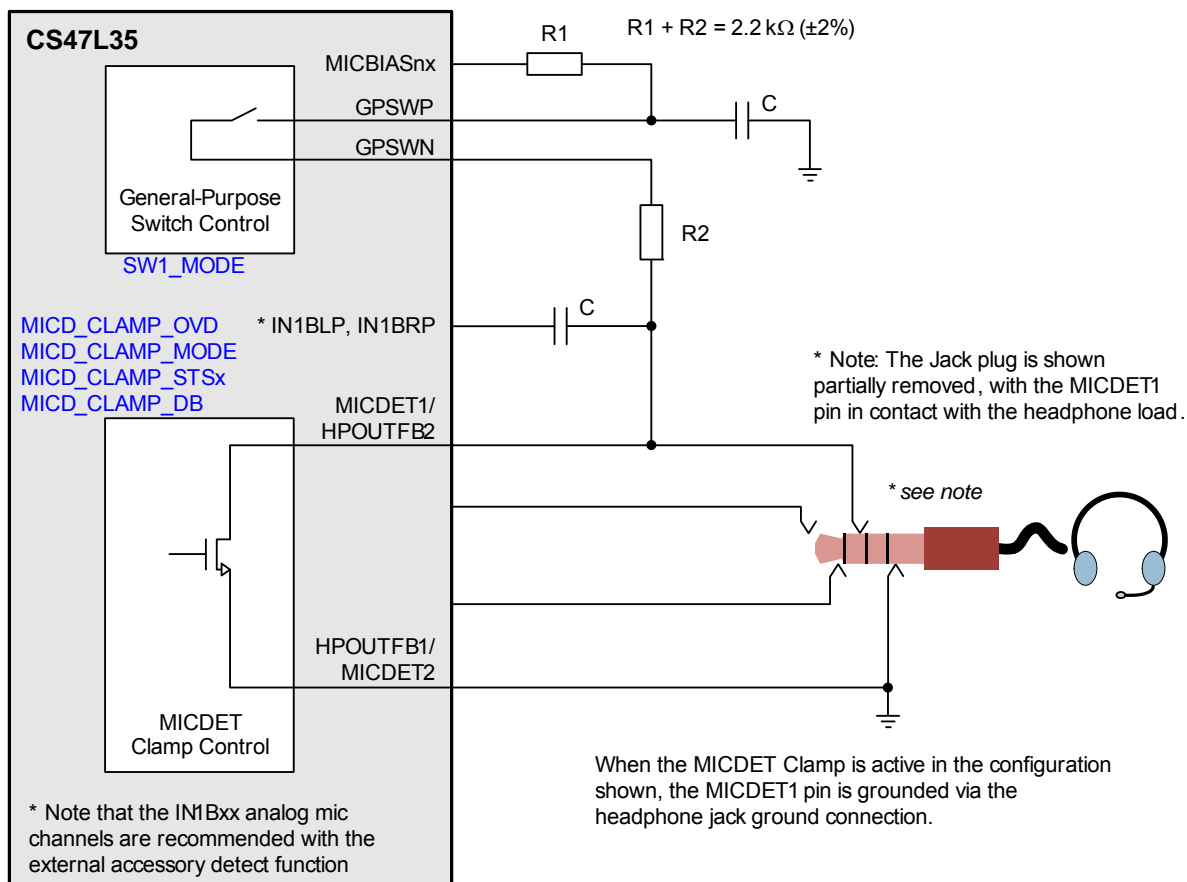 CS47L35
R1
R1 + R2 = 2.2 kΩ (±2%)
MICBIASnx
GPSWP
C
GPSWN
General-Purpose
Switch Control
R2
SW1_MODE
C
MICD_CLAMP_OVD
* IN1BLP, IN1BRP
MICD_CLAMP_MODE
MICD_CLAMP_STSx
MICD_CLAMP_DB
* Note: The Jack plug is shown
partially removed, with the MICDET1
pin in contact with the headphone load.
MICDET1/
HPOUTFB2
* see note
HPOUTFB1/
MICDET2
MICDET
Clamp Control
When the MICDET Clamp is active in the configuration
shown, the MICDET1 pin is grounded via the
headphone jack ground connection.
* Note that the IN1Bxx analog mic
channels are recommended with the
external accessory detect function